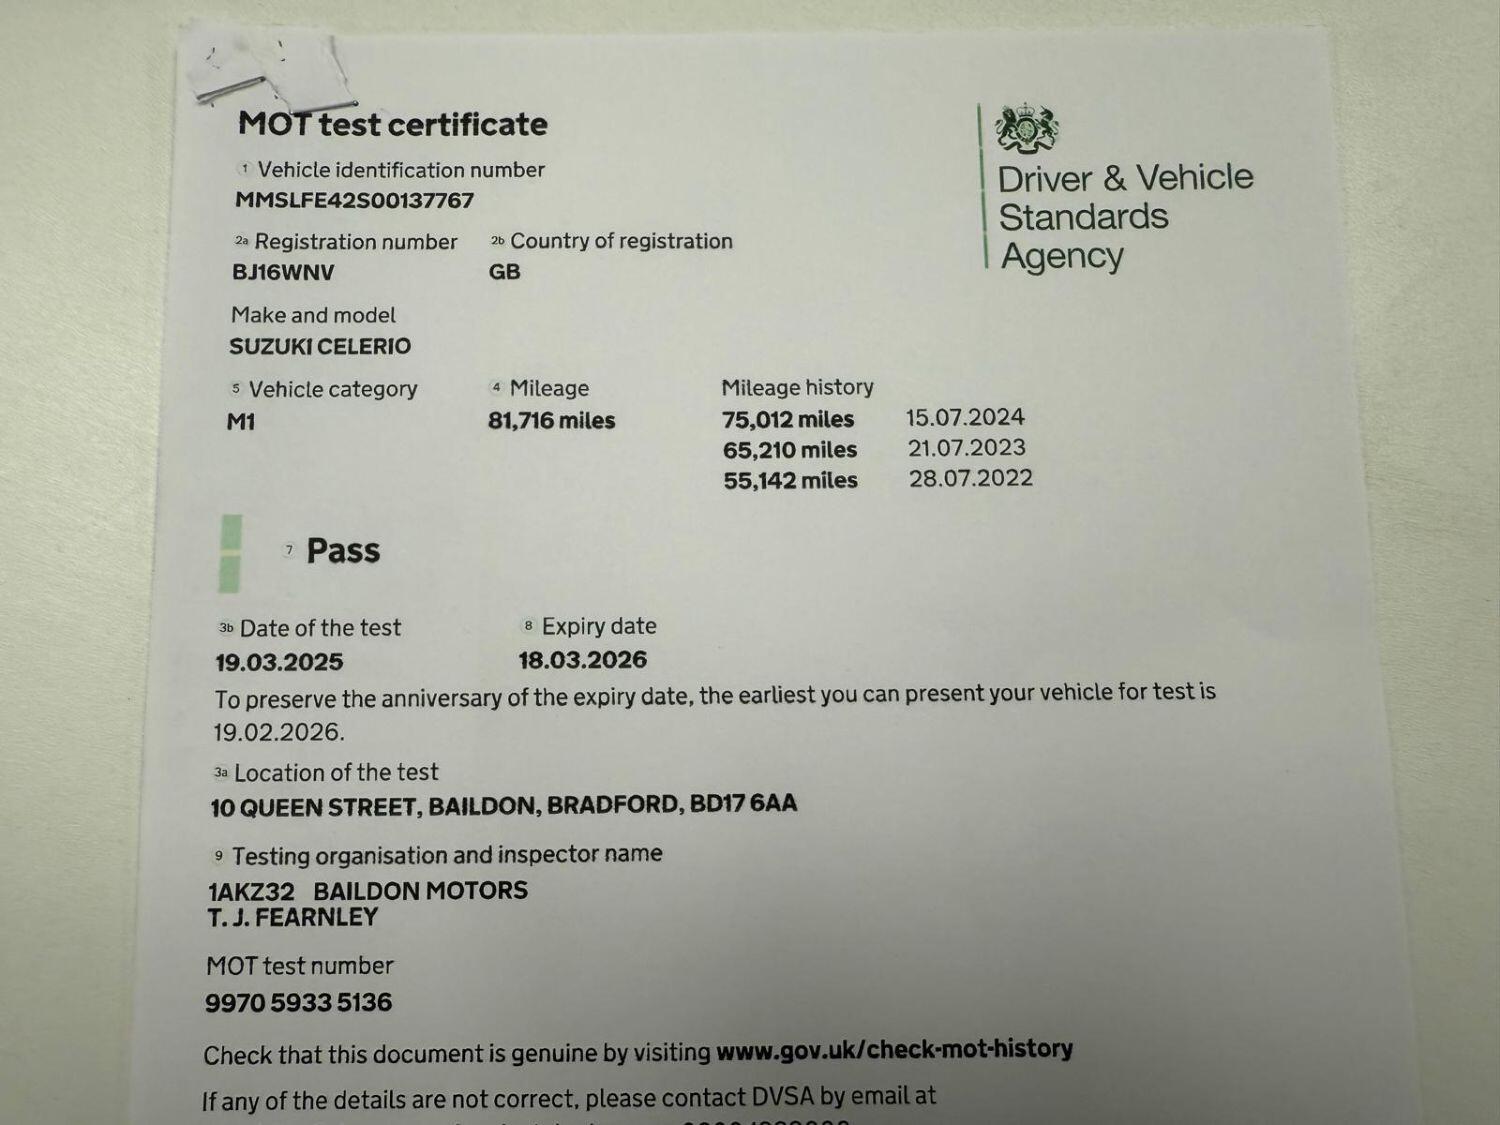 MOT test certificate
1 Vehicle identification number
MMSLFE42S00137767
2a Registration number 2b Country of registration
BJ16WNV GB
Driver & Vehicle
Standards
Agency
Make and model
SUZUKI CELERIO
5 Vehicle category 4 Mileage Mileage history
M1 81,716 miles 75,012 miles 15.07.2024
65,210 miles 21.07.2023
55,142 miles 28.07.2022
7 Pass
3b Date of the test 8 Expiry date
19.03.2025 18.03.2026
To preserve the anniversary of the expiry date, the earliest you can present your vehicle for test is
19.02.2026.
3a Location of the test
10 QUEEN STREET, BAILDON, BRADFORD, BD17 6AA
9 Testing organisation and inspector name
1AKZ32 BAILDON MOTORS
T. J. FEARNLEY
MOT test number
9970 5933 5136
Check that this document is genuine by visiting www.gov.uk/check-mot-history
If any of the details are not correct, please contact DVSA by email at